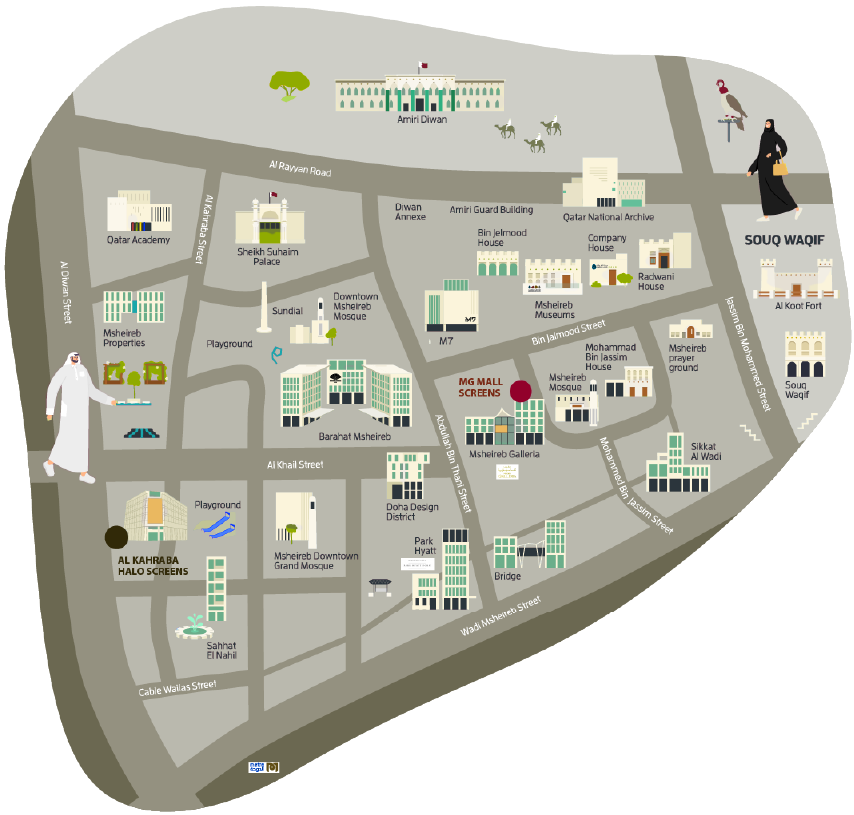 Amiri Diwan
Al Rayyan Road
Diwan
Annexe
Amiri Guard Building
Qatar National Archive
Qatar Academy
Al Kahraba Street
Sheikh Suhaim
Palace
Bin Jelmood
House
Company
House
Radwani
House
SOUQ WAQIF
Al Koot Fort
Al Diwan Street
Msheireb
Properties
Sundial
Downtown
Msheireb
Mosque
Playground
M7
M7
Msheireb
Museums
Bin Jalmood Street
Jassim Bin Mohammed Street
Mohammad
Bin Jassim
House
Msheireb
prayer
ground
Souq
Waqif
MG MALL
SCREENS
Msheireb
Mosque
Barahat Msheireb
Abdullah Bin Thani Street
Msheireb Galleria
Mohammed Bin Jassim Street
Sikkat
Al Wadi
Al Khail Street
Playground
Doha Design
District
AL KAHRABA
HALO SCREENS
Msheireb Downtown
Grand Mosque
Park
Hyatt
Bridge
Wadi Msheireb Street
Sahhat
El Nahil
Cable Wallas Street